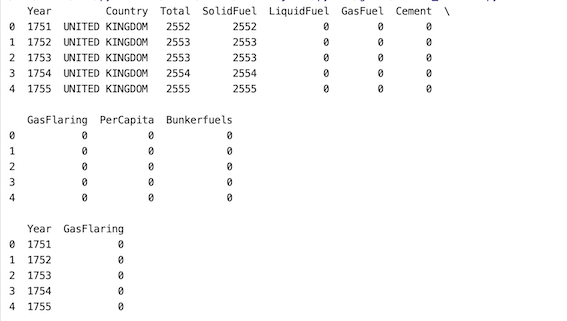 Year Country Total SolidFuel LiquidFuel GasFuel Cement \
0 1751 UNITED KINGDOM 2552 2552 0 0 0
1 1752 UNITED KINGDOM 2553 2553 0 0 0
2 1753 UNITED KINGDOM 2553 2553 0 0 0
3 1754 UNITED KINGDOM 2554 2554 0 0 0
4 1755 UNITED KINGDOM 2555 2555 0 0 0
GasFlaring PerCapita Bunkerfuels
0 0 0 0
1 0 0 0
2 0 0 0
3 0 0 0
4 0 0 0
Year GasFlaring
0 1751 0
1 1752 0
2 1753 0
3 1754 0
4 1755 0